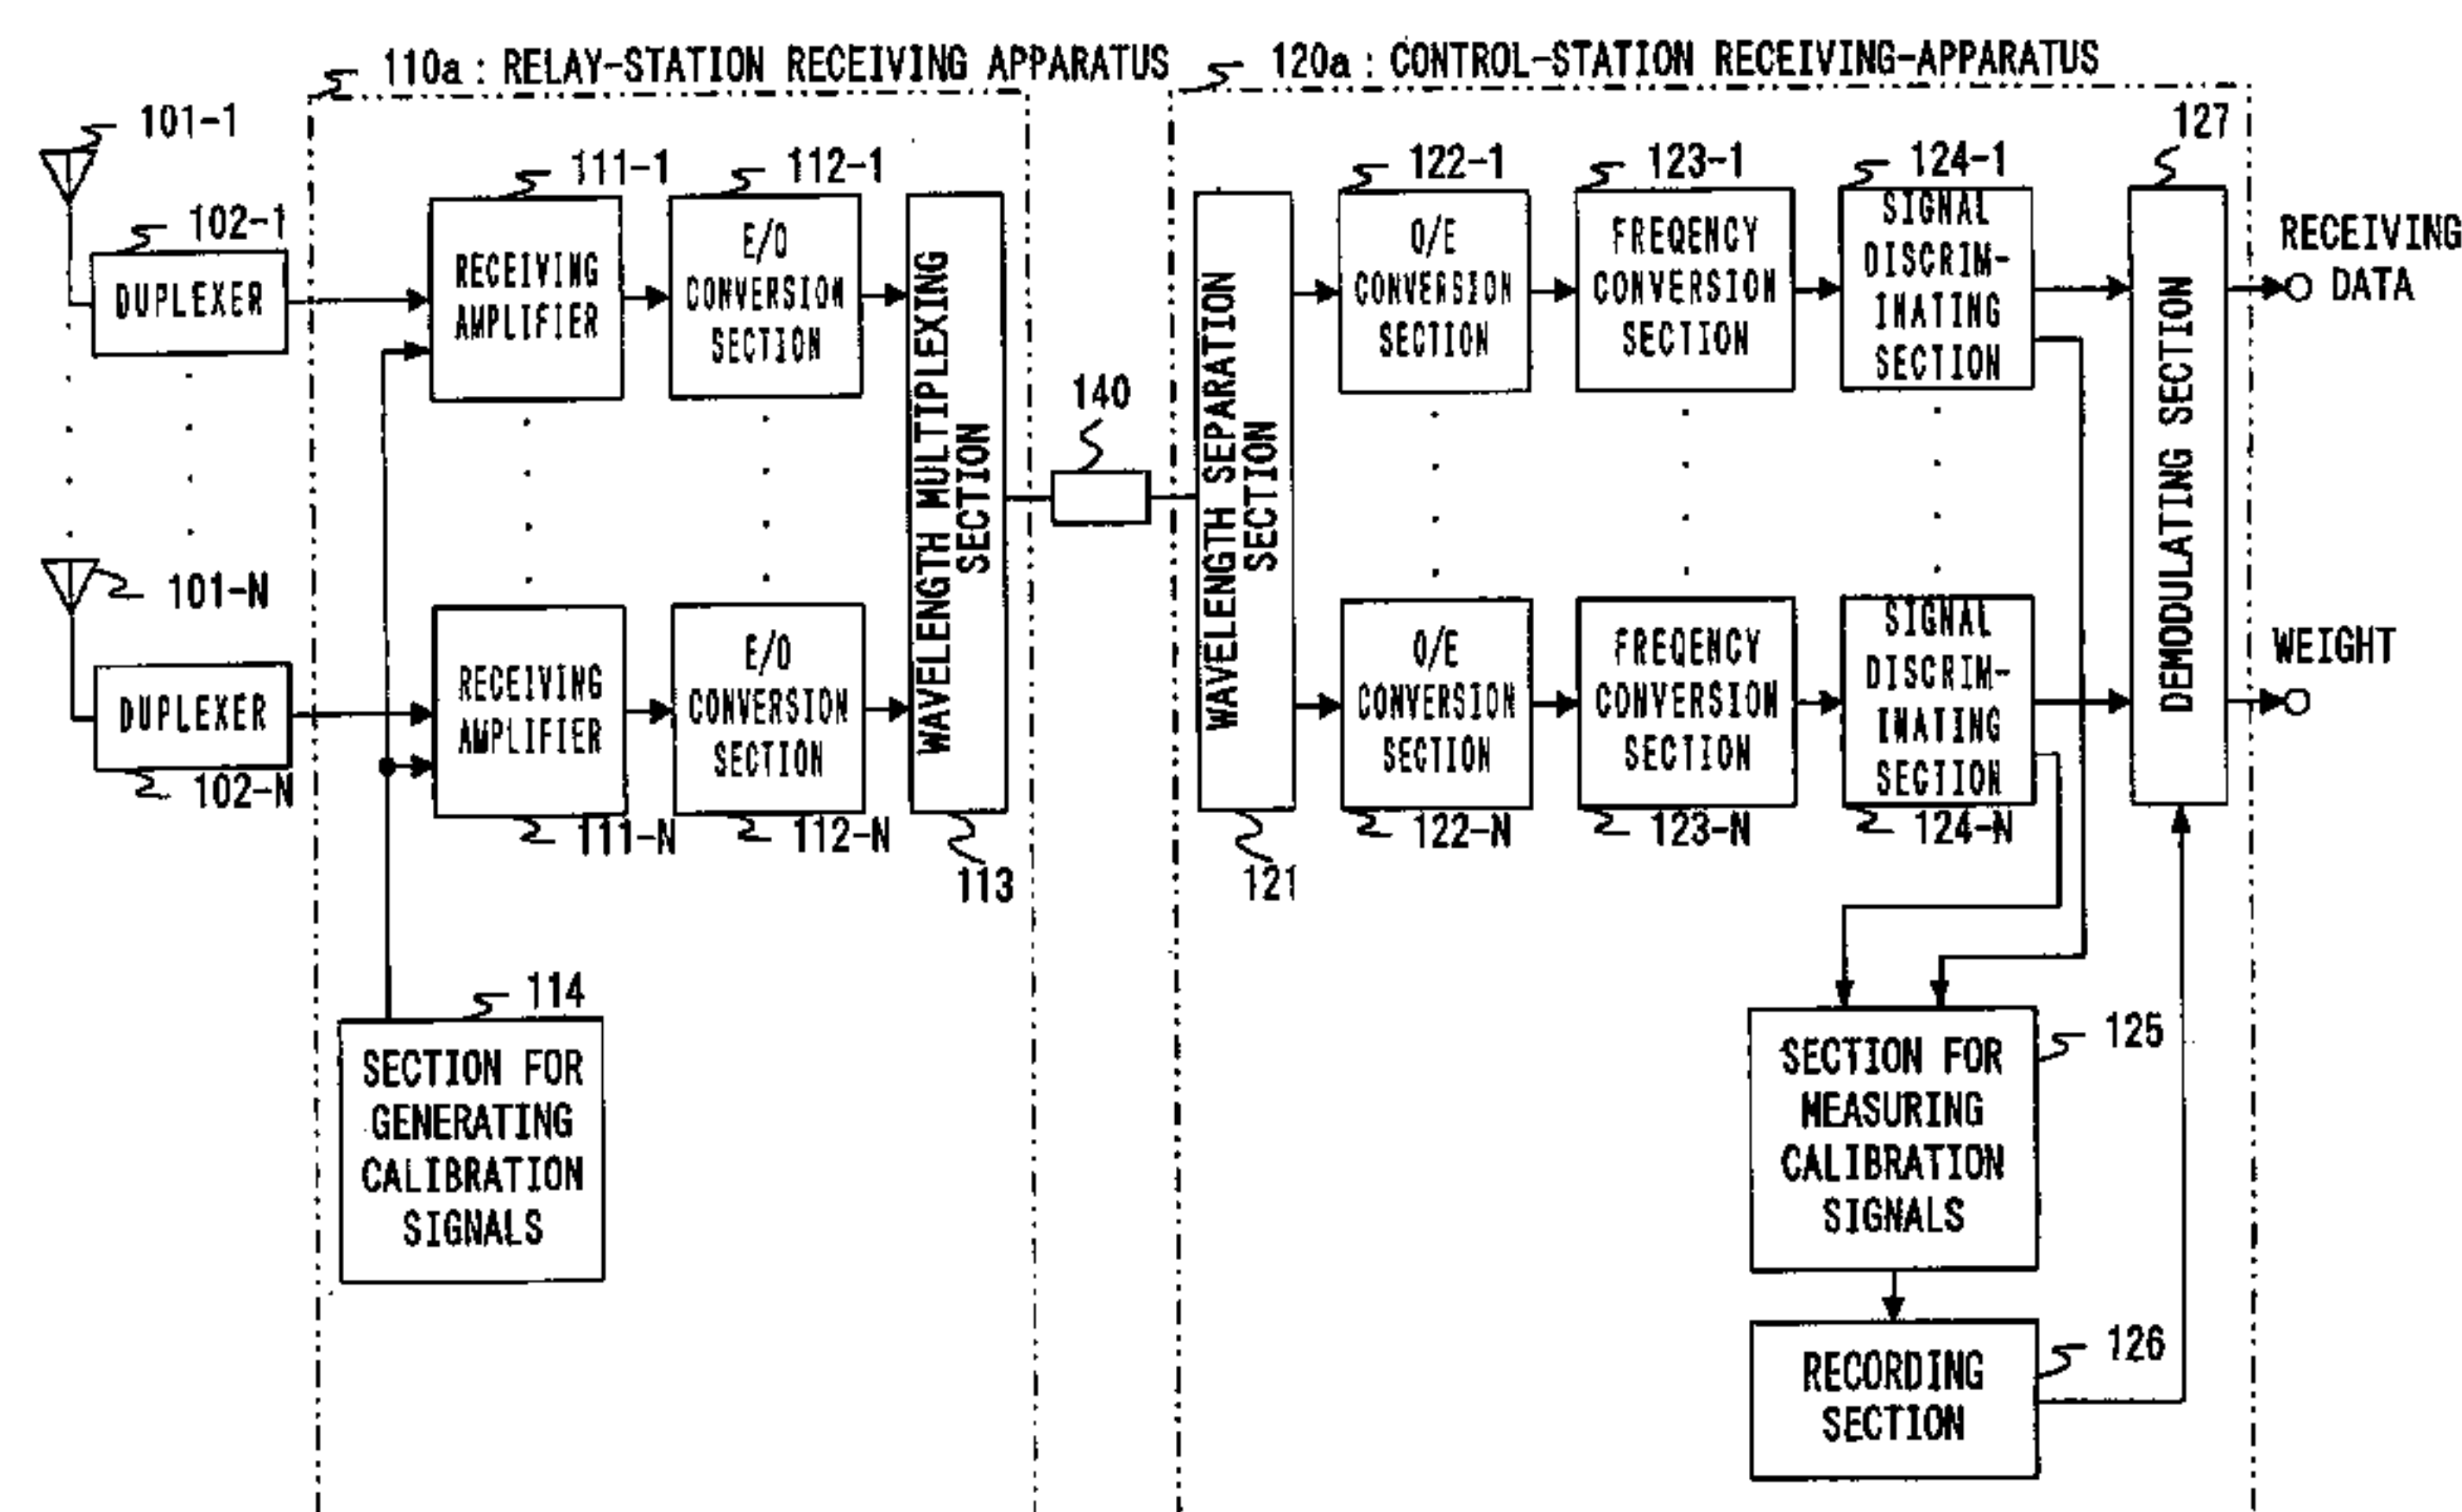 110a : RELAY-STATION RECEIVING APPARATUS
120a : CONTROL-STATION RECEIVING-APPARATUS
101-1
102-1
DUPLEXER
111-1
RECEIVING
AMPLIFIER
112-1
E/O
CONVERSION
SECTION
WAVELENGTH MULTIPLEXING
SECTION
140
WAVELENGTH SEPARATION
SECTION
122-1
O/E
CONVERSION
SECTION
123-1
FREQENCY
CONVERSION
SECTION
124-1
SIGNAL
DISCRIM-
INATING
SECTION
127
DEMODULATING SECTION
RECEIVING
DATA
101-N
DUPLEXER
102-N
RECEIVING
AMPLIFIER
111-N
E/O
CONVERSION
SECTION
112-N
113
121
O/E
CONVERSION
SECTION
122-N
FREQENCY
CONVERSION
SECTION
123-N
SIGNAL
DISCRIM-
INATING
SECTION
124-N
WEIGHT
114
SECTION FOR
GENERATING
CALIBRATION
SIGNALS
125
SECTION FOR
MEASURING
CALIBRATION
SIGNALS
126
RECORDING
SECTION